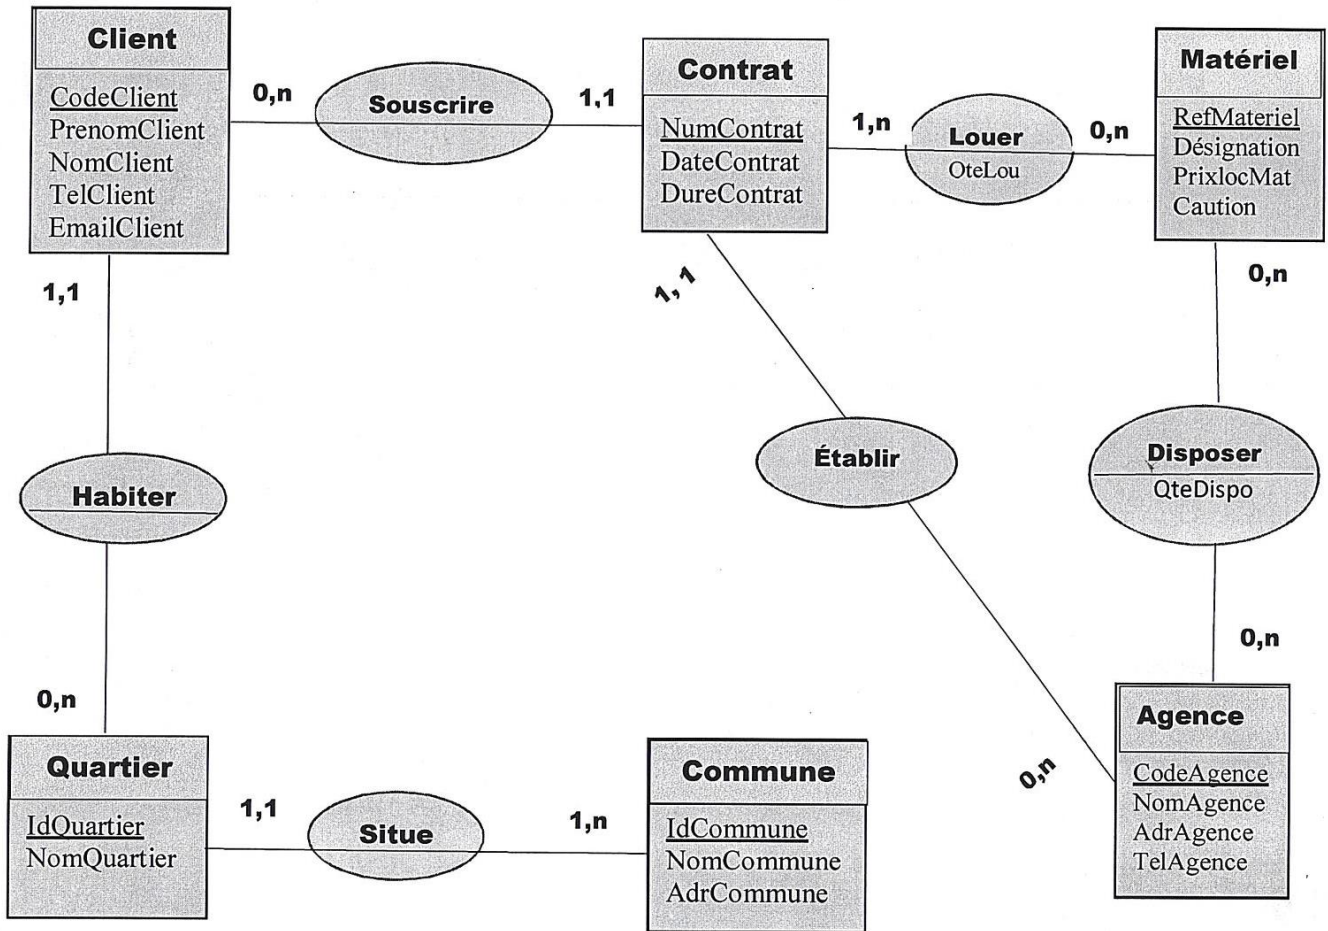 Client
CodeClient
PrenomClient
NomClient
TelClient
EmailClient
0,n
Souscrire
1,1
Contrat
NumContrat
DateContrat
DureContrat
1,n
Louer
OteLou
0,n
Matériel
RefMateriel
Désignation
PrixlocMat
Caution
1,1
1, 1
0,n
Habiter
Établir
Disposer
QteDispo
0,n
0,n
0,n
Quartier
IdQuartier
NomQuartier
1,1
Situe
1,n
Commune
IdCommune
NomCommune
AdrCommune
Agence
CodeAgence
NomAgence
AdrAgence
TelAgence